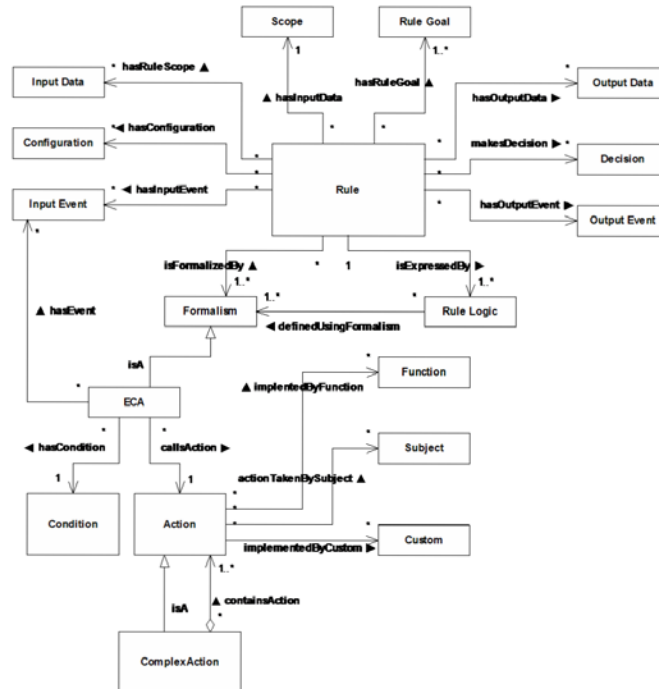 Scope
Rule Goal
1
1..*
* hasRuleScope ▲
*
Input Data
hasRuleGoal ▲
Output Data
▲ hasInputData
hasOutputData ►
*
*
*◄ hasConfiguration
*
*
makesDecision ► *
Configuration
*
*
Decision
* ◄ hasInputEvent
*
Rule
*
hasOutputEvent ► *
Input Event
Output Event
*
isFormalizedBy ▲
*
1
isExpressedBy ►
1..*
1..*
1..*
*
▲ hasEvent
Formalism
Rule Logic
◄ definedUsingFormalism
isA
*
Function
*
▲ implentedByFunction
ECA
*
*
*
◄ hasCondition
callsAction ►
Subject
1
1
actionTakenBySubject ▲
*
*
*
Condition
Action
*
Custom
implementedByCustom ►
1..*
▲ containsAction
isA
*
ComplexAction